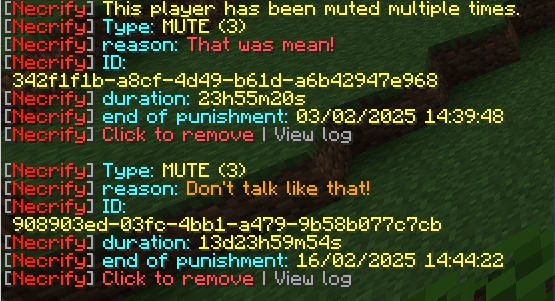 [Necrify] This player has been muted multiple times.
[Necrify] Type: MUTE (3)
[Necrify] reason: That was mean!
[Necrify] ID:
342f1f1b-a8cf-4d49-b61d-a6b42947e968
[Necrify] duration: 23h55m20s
[Necrify] end of punishment: 03/02/2025 14:39:48
[Necrify] Click to remove | View log
[Necrify] Type: MUTE (3)
[Necrify] reason: Don't talk like that!
[Necrify] ID:
908903ed-03fc-4bb1-a479-9b58b077c7cb
[Necrify] duration: 13d23h59m54s
[Necrify] end of punishment: 16/02/2025 14:44:22
[Necrify] Click to remove | View log